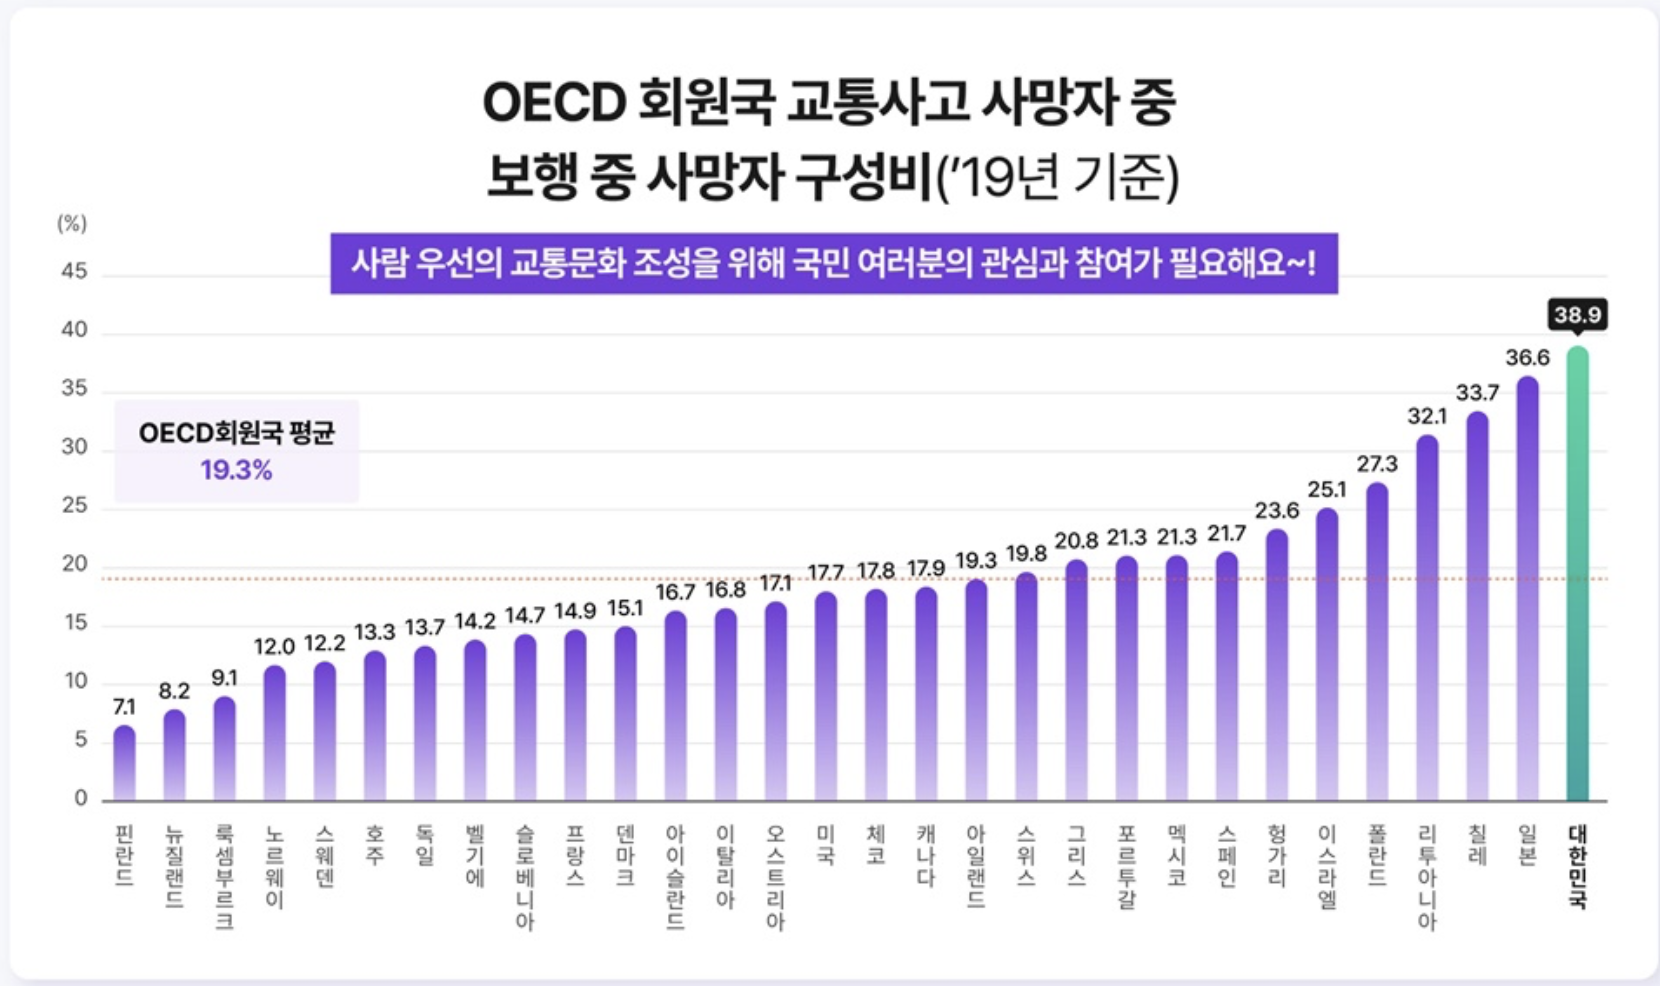 OECD 회원국 교통사고 사망자 중
보행 중 사망자 구성비('19년 기준)
(%)
사람 우선의 교통문화 조성을 위해 국민 여러분의 관심과 참여가 필요해요~!
45
40
35
30
25
20
15
10
5
0
OECD회원국 평균
19.3%
7.1
8.2
9.1
12.0
12.2
13.3
13.7
14.2
14.7
14.9
15.1
16.7
16.8
17.1
17.7
17.8
17.9
19.3
19.8
20.8
21.3
21.3
21.7
23.6
25.1
27.3
32.1
33.7
36.6
38.9
핀란드
뉴질랜드
룩셈부르크
노르웨이
스웨덴
호주
독일
벨기에
슬로베니아
프랑스
덴마크
아이슬란드
이탈리아
오스트리아
미국
체코
캐나다
아일랜드
스위스
그리스
포르투갈
멕시코
스페인
헝가리
이스라엘
폴란드
리투아니아
칠레
일본
대한민국